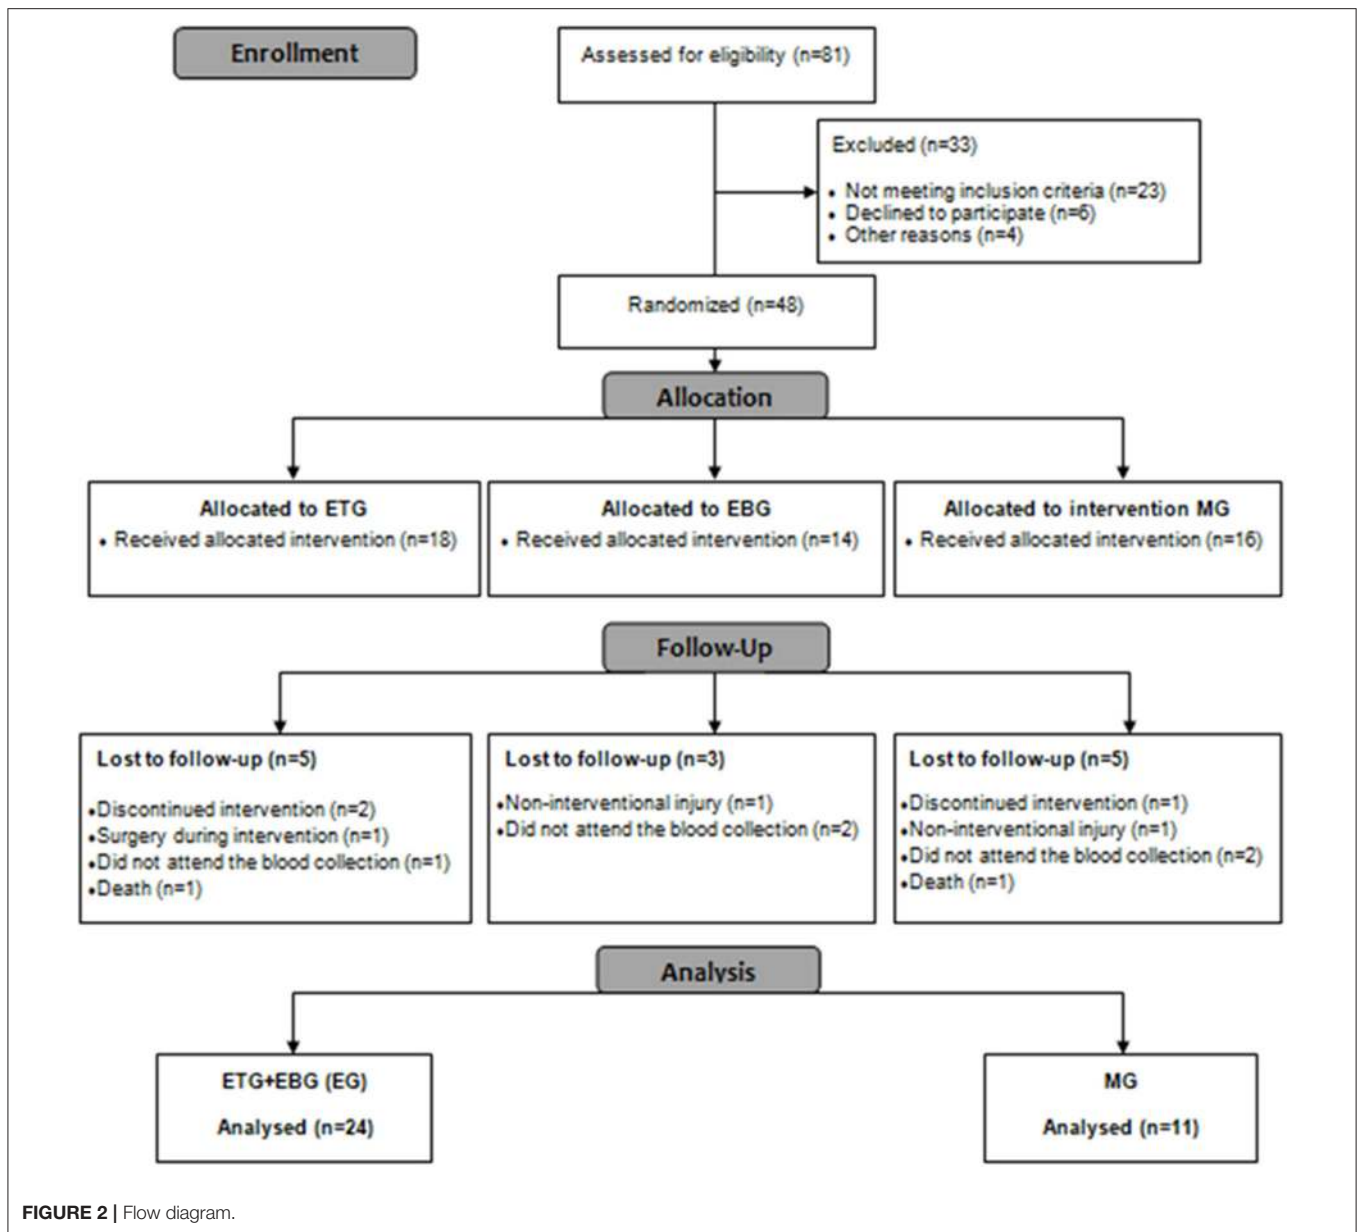 Enrollment
Assessed for eligibility (n=81)
Excluded (n=33)
• Not meeting inclusion criteria (n=23)
• Declined to participate (n=6)
• Other reasons (n=4)
Randomized (n=48)
Allocation
Allocated to ETG
• Received allocated intervention (n=18)
Allocated to EBG
• Received allocated intervention (n=14)
Allocated to intervention MG
• Received allocated intervention (n=16)
Follow-Up
Lost to follow-up (n=5)
•Discontinued intervention (n=2)
•Surgery during intervention (n=1)
•Did not attend the blood collection (n=1)
•Death (n=1)
Lost to follow-up (n=3)
•Non-interventional injury (n=1)
•Did not attend the blood collection (n=2)
Lost to follow-up (n=5)
•Discontinued intervention (n=1)
•Non-interventional injury (n=1)
•Did not attend the blood collection (n=2)
•Death (n=1)
Analysis
ETG+EBG (EG)
Analysed (n=24)
MG
Analysed (n=11)
FIGURE 2 | Flow diagram.